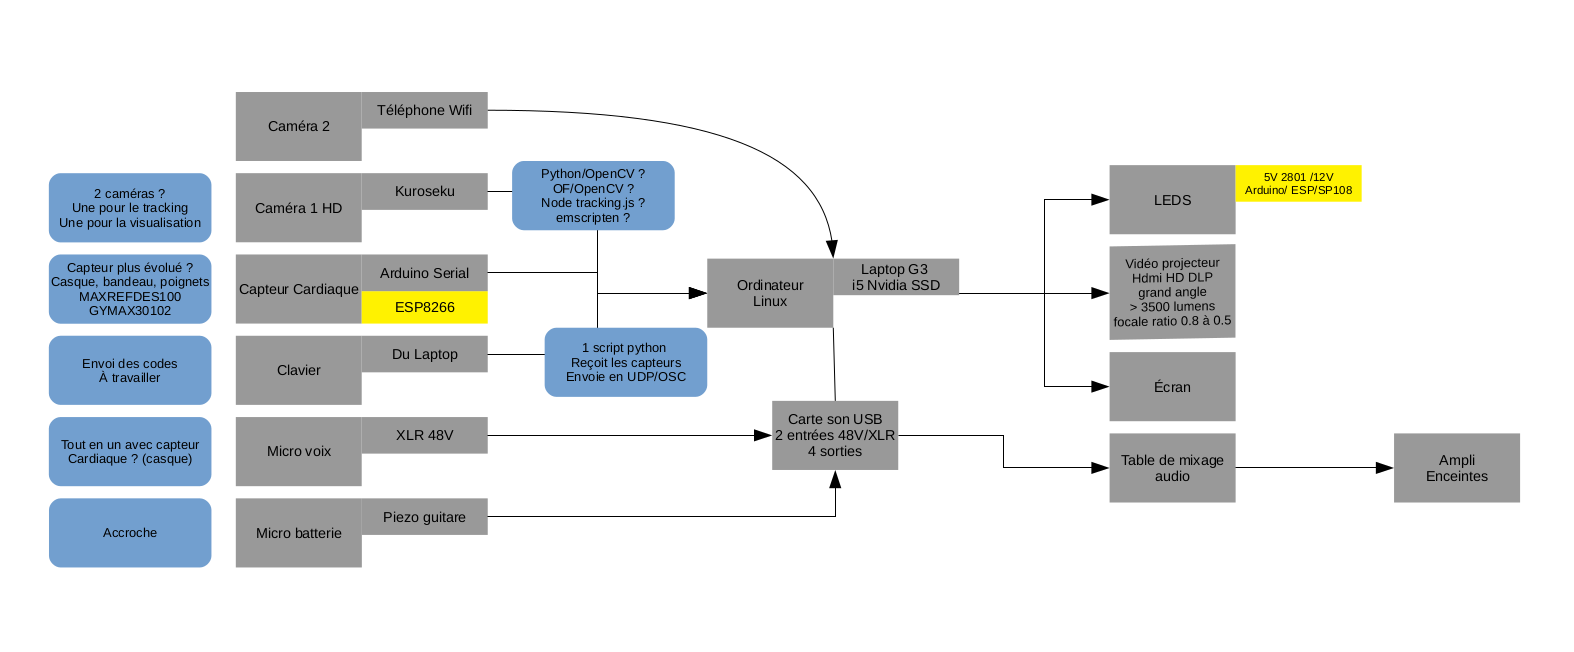 Caméra 2
Téléphone Wifi
2 caméras ?
Une pour le tracking
Une pour la visualisation
Caméra 1 HD
Kuroseku
Python/OpenCV ?
OF/OpenCV ?
Node tracking.js ?
emscripten ?
Capteur plus évolué ?
Casque, bandeau, poignets
MAXREFDES100
GYMAX30102
Capteur Cardiaque
Arduino Serial
ESP8266
Ordinateur
Linux
Laptop G3
i5 Nvidia SSD
LEDS
5V 2801 /12V
Arduino/ ESP/SP108
Vidéo projecteur
Hdmi HD DLP
grand angle
> 3500 lumens
focale ratio 0.8 à 0.5
Envoi des codes
À travailler
Clavier
Du Laptop
1 script python
Reçoit les capteurs
Envoie en UDP/OSC
Écran
Tout en un avec capteur
Cardiaque ? (casque)
Micro voix
XLR 48V
Carte son USB
2 entrées 48V/XLR
4 sorties
Table de mixage
audio
Ampli
Enceintes
Accroche
Micro batterie
Piezo guitare